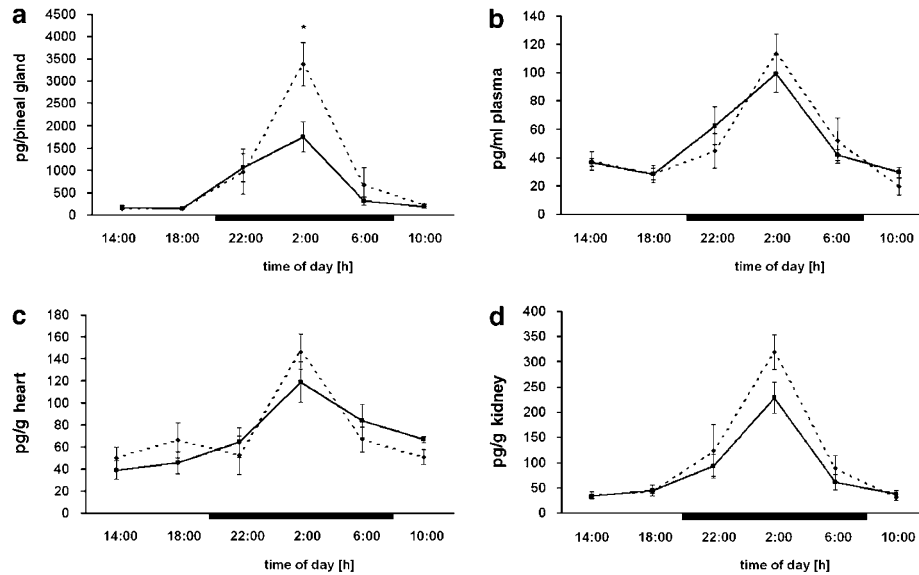 a
pg/pineal gland
4500
4000
3500
3000
2500
2000
1500
1000
500
0
*
14:00 18:00 22:00 2:00 6:00 10:00
time of day [h]
b
pg/ml plasma
140
120
100
80
60
40
20
0
14:00 18:00 22:00 2:00 6:00 10:00
time of day [h]
c
pg/g heart
180
160
140
120
100
80
60
40
20
0
14:00 18:00 22:00 2:00 6:00 10:00
time of day [h]
d
pg/g kidney
400
350
300
250
200
150
100
50
0
14:00 18:00 22:00 2:00 6:00 10:00
time of day [h]